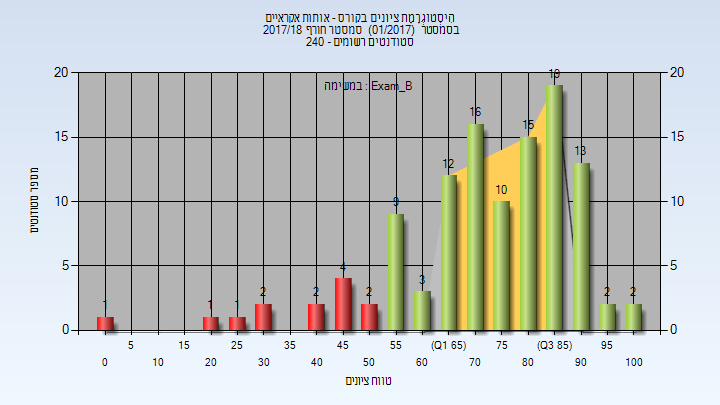 היסטוגרמת ציונים בקורס - אותות אקראיים
בסמסטר (01/2017) סמסטר חורף 2017/18
סטודנטים רשומים - 240
במשימה : Exam_B
מספר סטודנטים
20 20
15 15
10 10
5 5
0 0
1 1 1 2 2 4 2 9 3 12 16 10 15 19 13 2 2
5 15 25 35 45 55 (Q1 65) 75 (Q3 85) 95
0 10 20 30 40 50 60 70 80 90 100
טווח ציונים